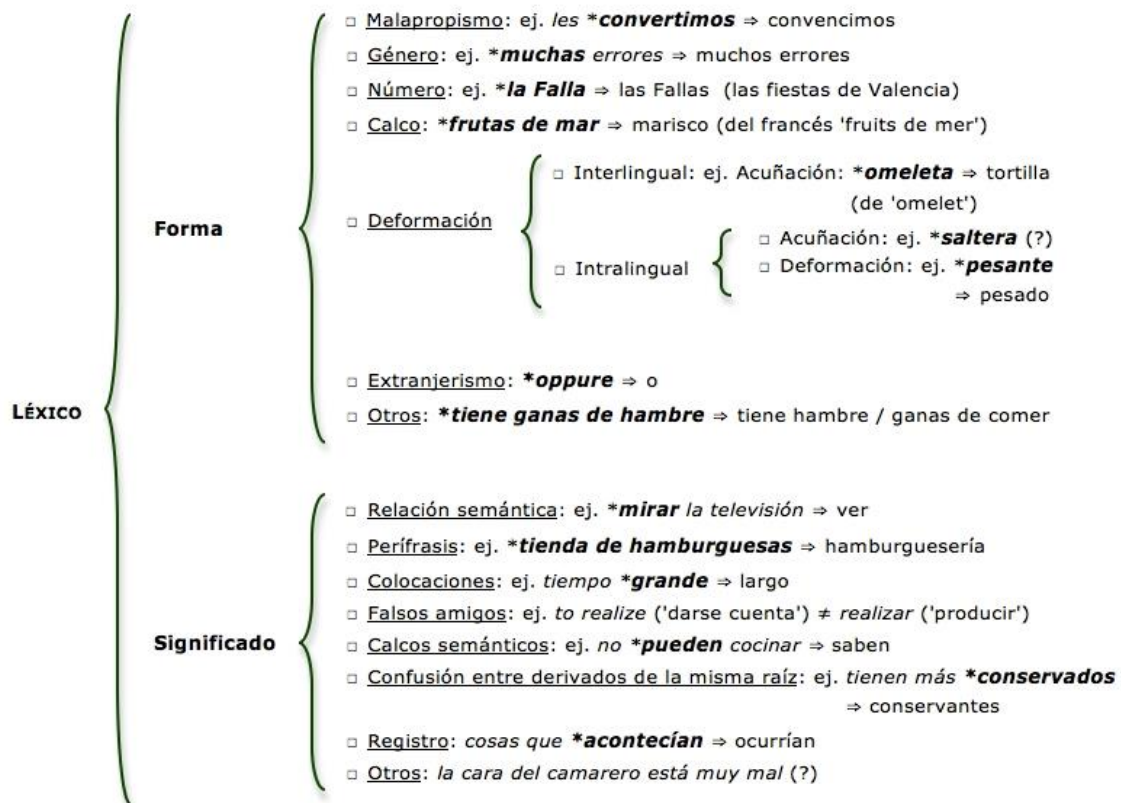 □ Malapropismo: ej. les *convertimos ⇒ convencimos
□ Género: ej. *muchas errores ⇒ muchos errores
□ Número: ej. *la Falla ⇒ las Fallas (las fiestas de Valencia)
□ Calco: *frutas de mar ⇒ marisco (del francés 'fruits de mer')
□ Interlingual: ej. Acuñación: *omeleta ⇒ tortilla
(de 'omelet')
□ Deformación
Forma
□ Acuñación: ej. *saltera (?)
□ Intralingual
□ Deformación: ej. *pesante
⇒ pesado
□ Extranjerismo: *oppure ⇒ o
LÉXICO
□ Otros: *tiene ganas de hambre ⇒ tiene hambre / ganas de comer
□ Relación semántica: ej. *mirar la televisión ⇒ ver
□ Perífrasis: ej. *tienda de hamburguesas ⇒ hamburguesería
□ Colocaciones: ej. tiempo *grande ⇒ largo
□ Falsos amigos: ej. to realize ('darse cuenta') ≠ realizar ('producir')
Significado
□ Calcos semánticos: ej. no *pueden cocinar ⇒ saben
□ Confusión entre derivados de la misma raíz: ej. tienen más *conservados
⇒ conservantes
□ Registro: cosas que *acontecían ⇒ ocurrían
□ Otros: la cara del camarero está muy mal (?)